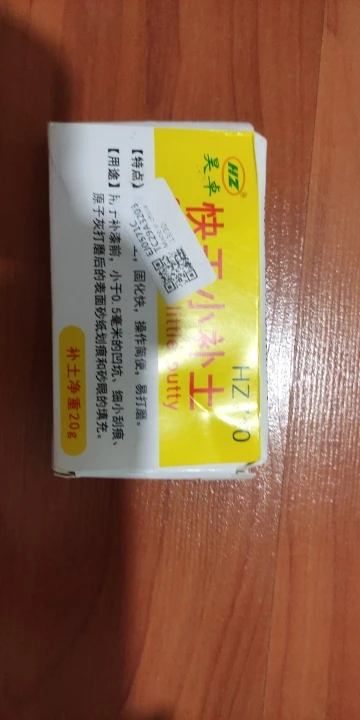 HZ
昊卓
HZ
快干小补土
little putty
【特点】
固化快，操作简便，易打磨。
【用途】
补漆前，小于0.5毫米的凹坑、细小刮痕、
原子灰打磨后的表面砂纸划痕和砂眼的填充。
补土净重20g